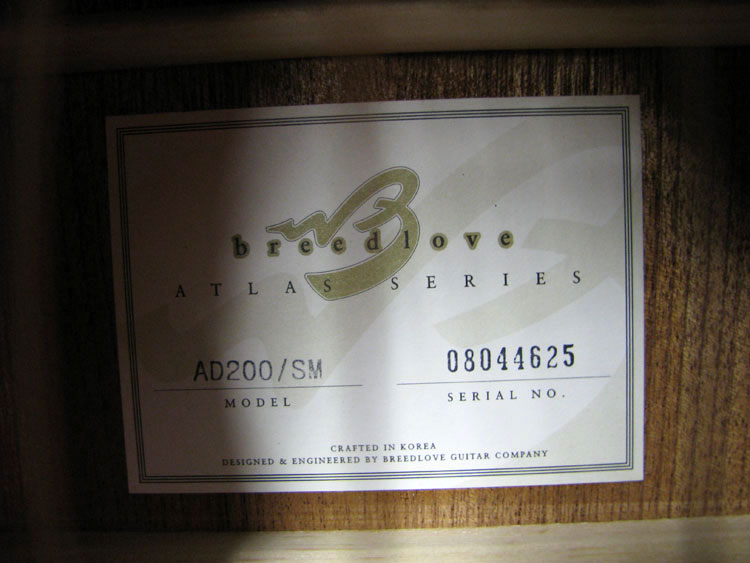 breedlove
ATLAS SERIES
AD200/SM
MODEL
08044625
SERIAL NO.
CRAFTED IN KOREA
DESIGNED & ENGINEERED BY BREEDLOVE GUITAR COMPANY